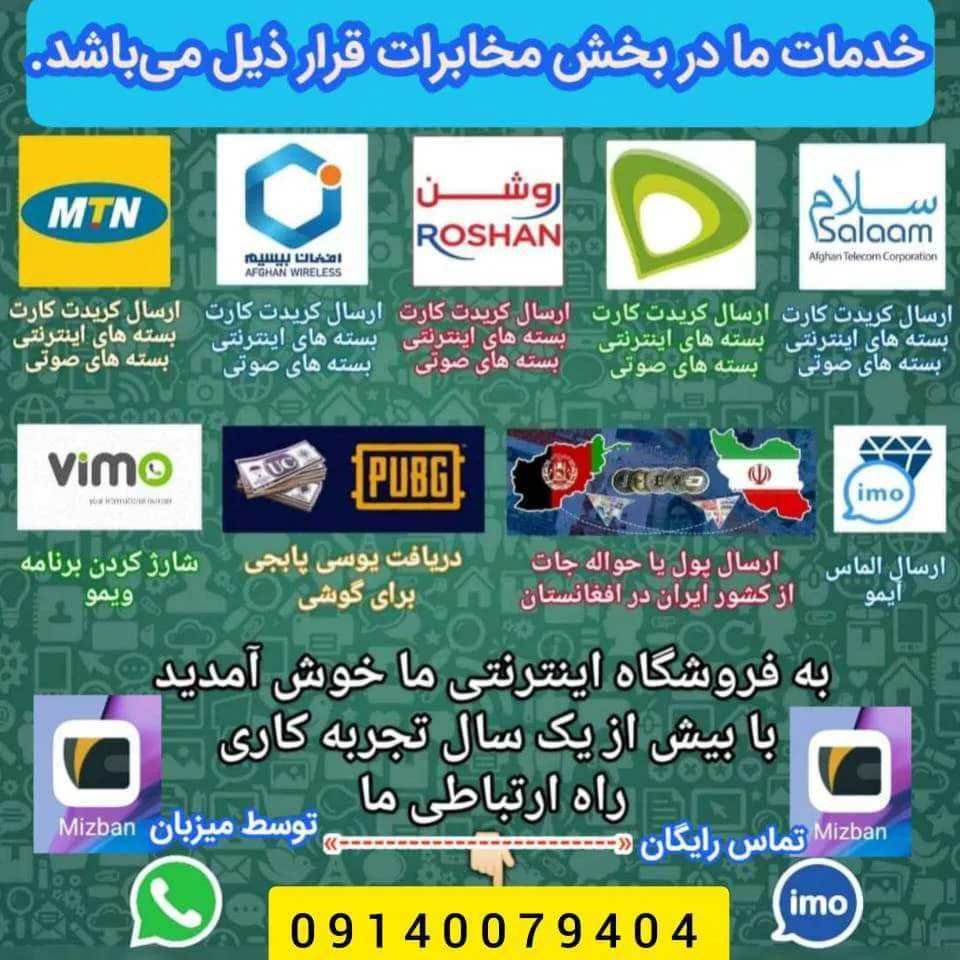 خدمات ما در بخش مخابرات قرار ذیل می‌باشد.
سلام
Salaam
Afghan Telecom Corporation
ارسال کریدت کارت
بسته های اینترنتی
بسته های صوتی
ارسال کریدت کارت
بسته های اینترنتی
بسته های صوتی
روشن
ROSHAN
ارسال کریدت کارت
بسته های اینترنتی
بسته های صوتی
افغان بیسیم
AFGHAN WIRELESS
ارسال کریدت کارت
بسته های اینترنتی
بسته های صوتی
MTN
ارسال کریدت کارت
بسته های اینترنتی
بسته های صوتی
imo
ارسال الماس
آیمو
ارسال پول یا حواله جات
از کشور ایران در افغانستان
UC
PUBG
دریافت یوسی پابجی
برای گوشی
vimo
your international number
شارژ کردن برنامه
ویمو
به فروشگاه اینترنتی ما خوش آمدید
با بیش از یک سال تجربه کاری
راه ارتباطی ما
Mizban
تماس رایگان
توسط میزبان
Mizban
imo
09140079404